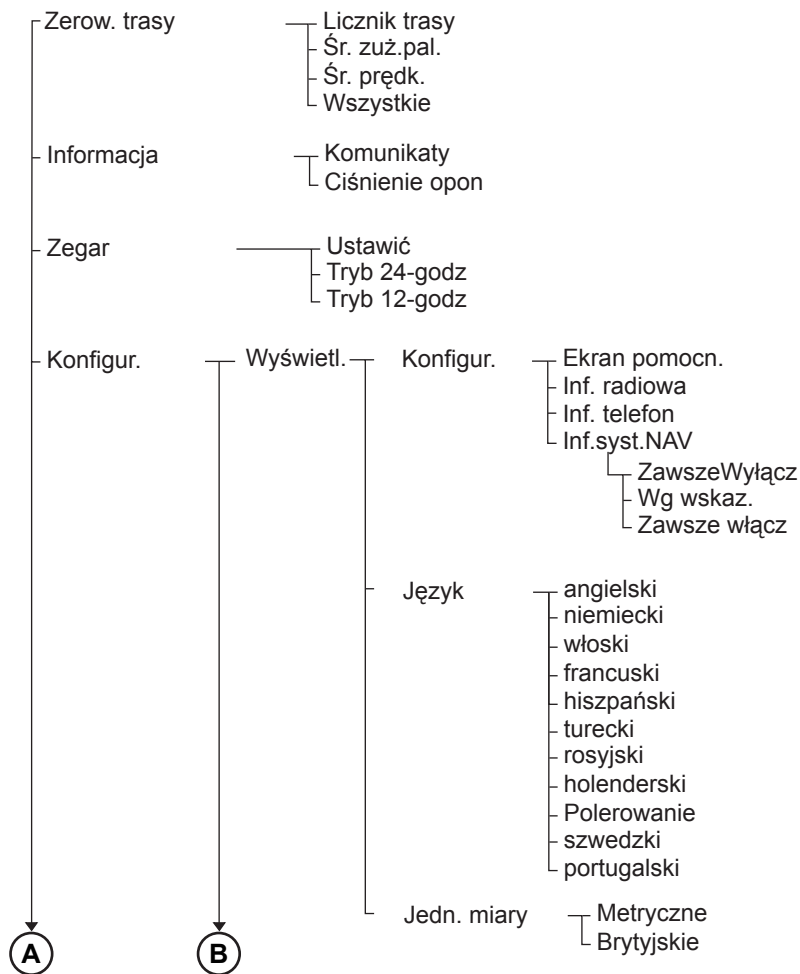 Zerow. trasy
Licznik trasy
Śr. zuż.pal.
Śr. prędk.
Wszystkie
Informacja
Komunikaty
Ciśnienie opon
Zegar
Ustawić
Tryb 24-godz
Tryb 12-godz
Konfigur.
Wyświetl.
Konfigur.
Ekran pomocn.
Inf. radiowa
Inf. telefon
Inf.syst.NAV
ZawszeWyłącz
Wg wskaz.
Zawsze włącz
Język
angielski
niemiecki
włoski
francuski
hiszpański
turecki
rosyjski
holenderski
Polerowanie
szwedzki
portugalski
Jedn. miary
Metryczne
Brytyjskie
A
B